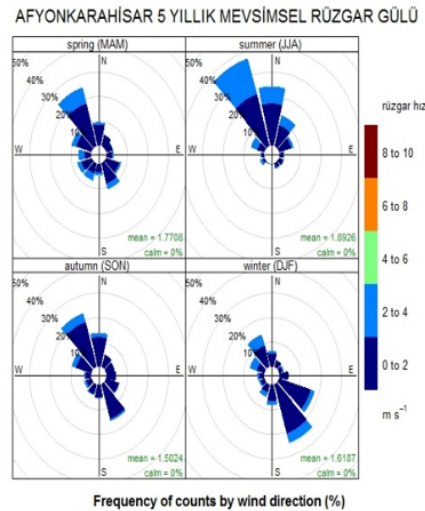 AFYONKARAHİSAR 5 YILLIK MEVSİMSEL RÜZGAR GÜLÜ
spring (MAM)
50%
40%
30%
20%
10%
N
W
E
S
mean = 1.7708
calm = 0%
summer (JJA)
50%
40%
30%
20%
10%
N
W
E
S
mean = 1.8926
calm = 0%
autumn (SON)
40%
30%
20%
10
N
W
E
S
mean = 1.5024
calm = 0%
winter (DJF)
40%
30%
20%
10
N
W
E
S
mean = 1.6187
calm = 0%
rüzgar hız
8 to 10
6 to 8
4 to 6
2 to 4
0 to 2
m s⁻¹
Frequency of counts by wind direction (%)